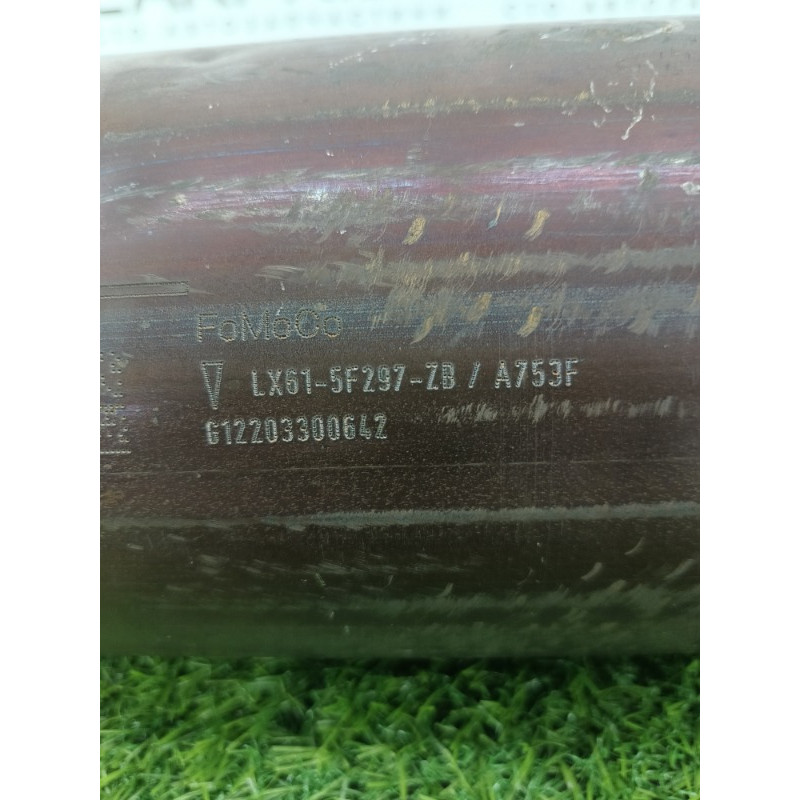 FoMoCo
LX61-5F297-ZB / A753F
G12203300642